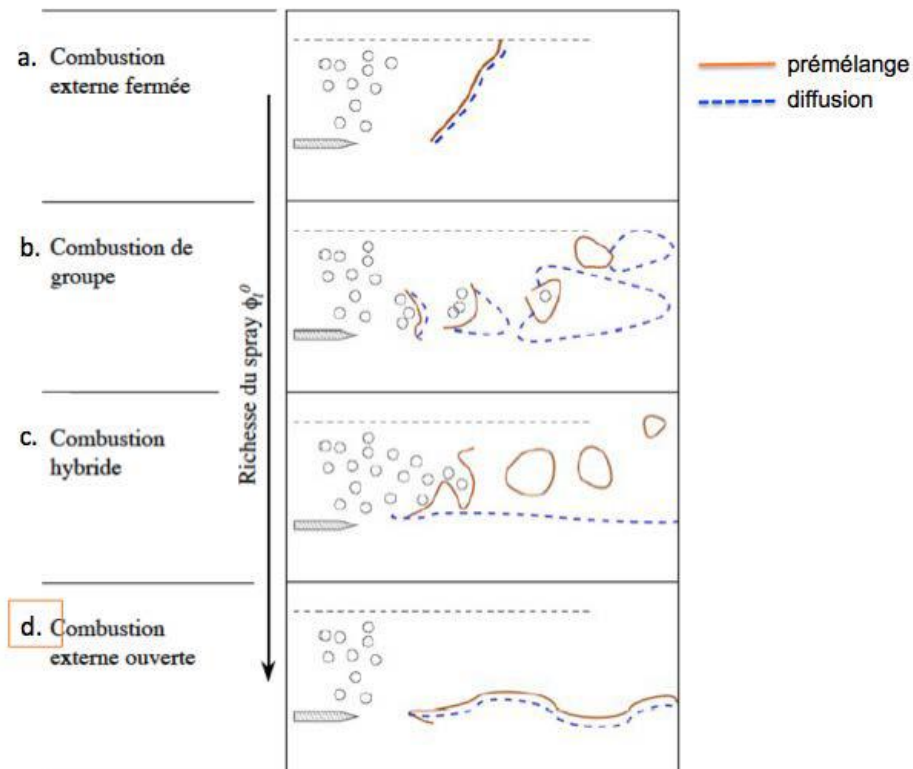 a. Combustion
externe fermée
prémélange
diffusion
b. Combustion de
groupe
Richesse du spray ϕₗ⁰
c. Combustion
hybride
d. Combustion
externe ouverte